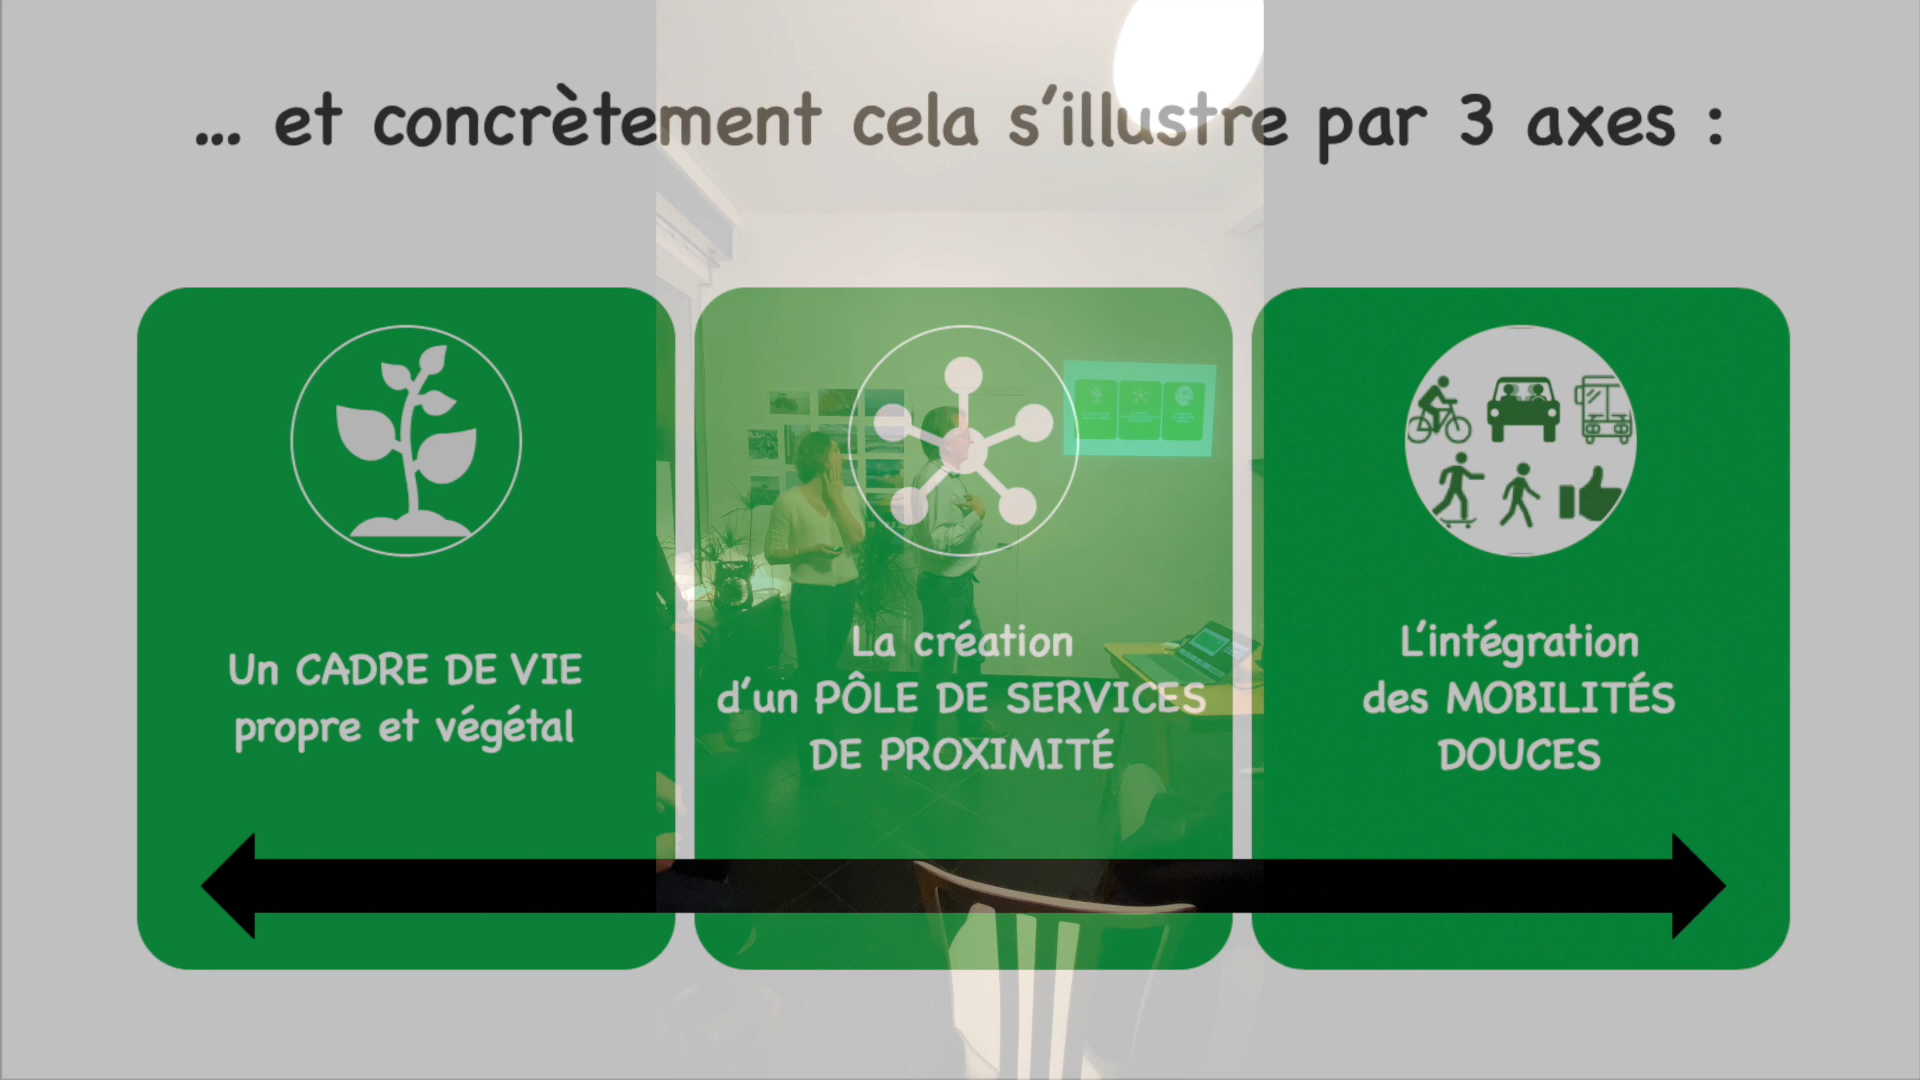 ... et concrètement cela s'illustre par 3 axes :
Un CADRE DE VIE
propre et végétal
La création
d'un PÔLE DE SERVICES
DE PROXIMITÉ
L'intégration
des MOBILITÉS
DOUCES